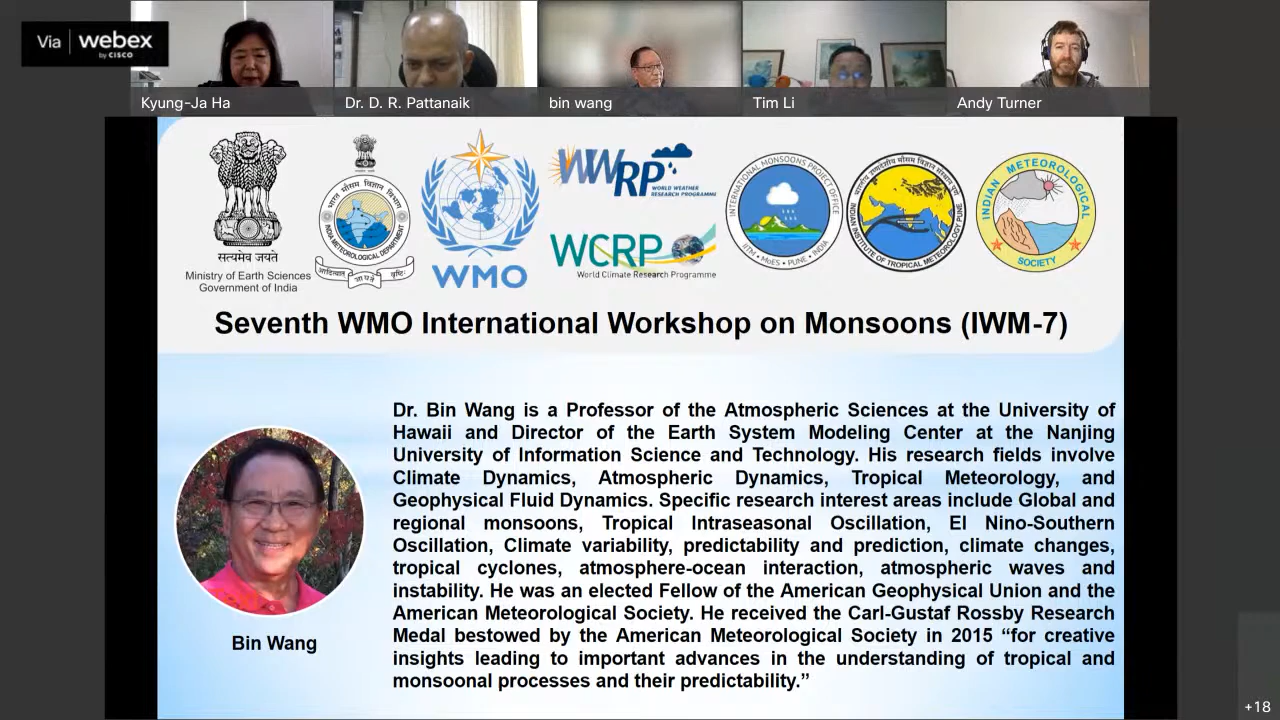 Via webex
by CISCO
Kyung-Ja Ha
Dr. D. R. Pattanaik
bin wang
Tim Li
Andy Turner
सत्यमेव जयते
Ministry of Earth Sciences
Government of India
भारत मौसम विज्ञान विभाग
INDIA METEOROLOGICAL DEPARTMENT
WMO
WWRP
WORLD WEATHER
RESEARCH PROGRAMME
WCRP
World Climate Research Programme
INTERNATIONAL MONSOONS PROJECT OFFICE
IITM • MoES • PUNE • INDIA
INDIAN INSTITUTE OF TROPICAL METEOROLOGY PUNE
INDIAN METEOROLOGICAL
SOCIETY
Seventh WMO International Workshop on Monsoons (IWM-7)
Dr. Bin Wang is a Professor of the Atmospheric Sciences at the University of
Hawaii and Director of the Earth System Modeling Center at the Nanjing
University of Information Science and Technology. His research fields involve
Climate Dynamics, Atmospheric Dynamics, Tropical Meteorology, and
Geophysical Fluid Dynamics. Specific research interest areas include Global and
regional monsoons, Tropical Intraseasonal Oscillation, El Nino-Southern
Oscillation, Climate variability, predictability and prediction, climate changes,
tropical cyclones, atmosphere-ocean interaction, atmospheric waves and
instability. He was an elected Fellow of the American Geophysical Union and the
American Meteorological Society. He received the Carl-Gustaf Rossby Research
Medal bestowed by the American Meteorological Society in 2015 “for creative
insights leading to important advances in the understanding of tropical and
monsoonal processes and their predictability.”
Bin Wang
+18